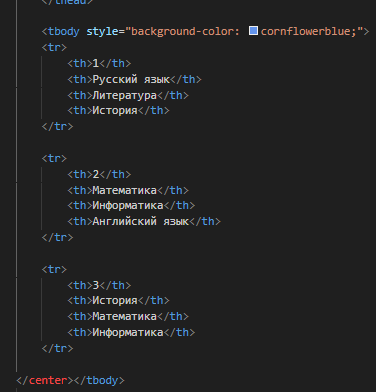 </thead>
<tbody style="background-color: cornflowerblue;">
<tr>
<th>1</th>
<th>Русский язык</th>
<th>Литература</th>
<th>История</th>
</tr>
<tr>
<th>2</th>
<th>Математика</th>
<th>Информатика</th>
<th>Английский язык</th>
</tr>
<tr>
<th>3</th>
<th>История</th>
<th>Математика</th>
<th>Информатика</th>
</tr>
</center></tbody>